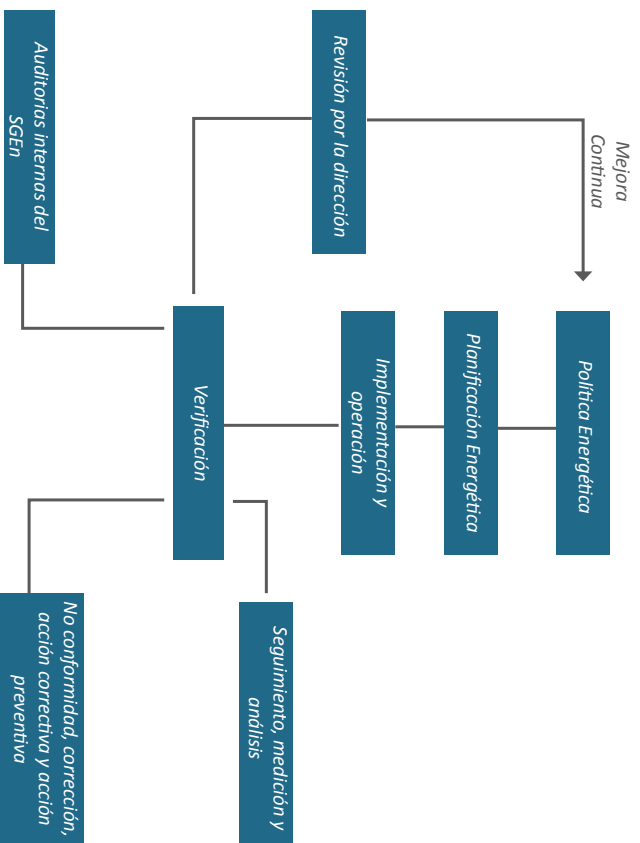 Mejora
Continua
Política Energética
Planificación Energética
Implementación y
operación
Revisión por la dirección
Verificación
Seguimiento, medición y
análisis
Auditorias internas del
SGEn
No conformidad, corrección,
acción correctiva y acción
preventiva